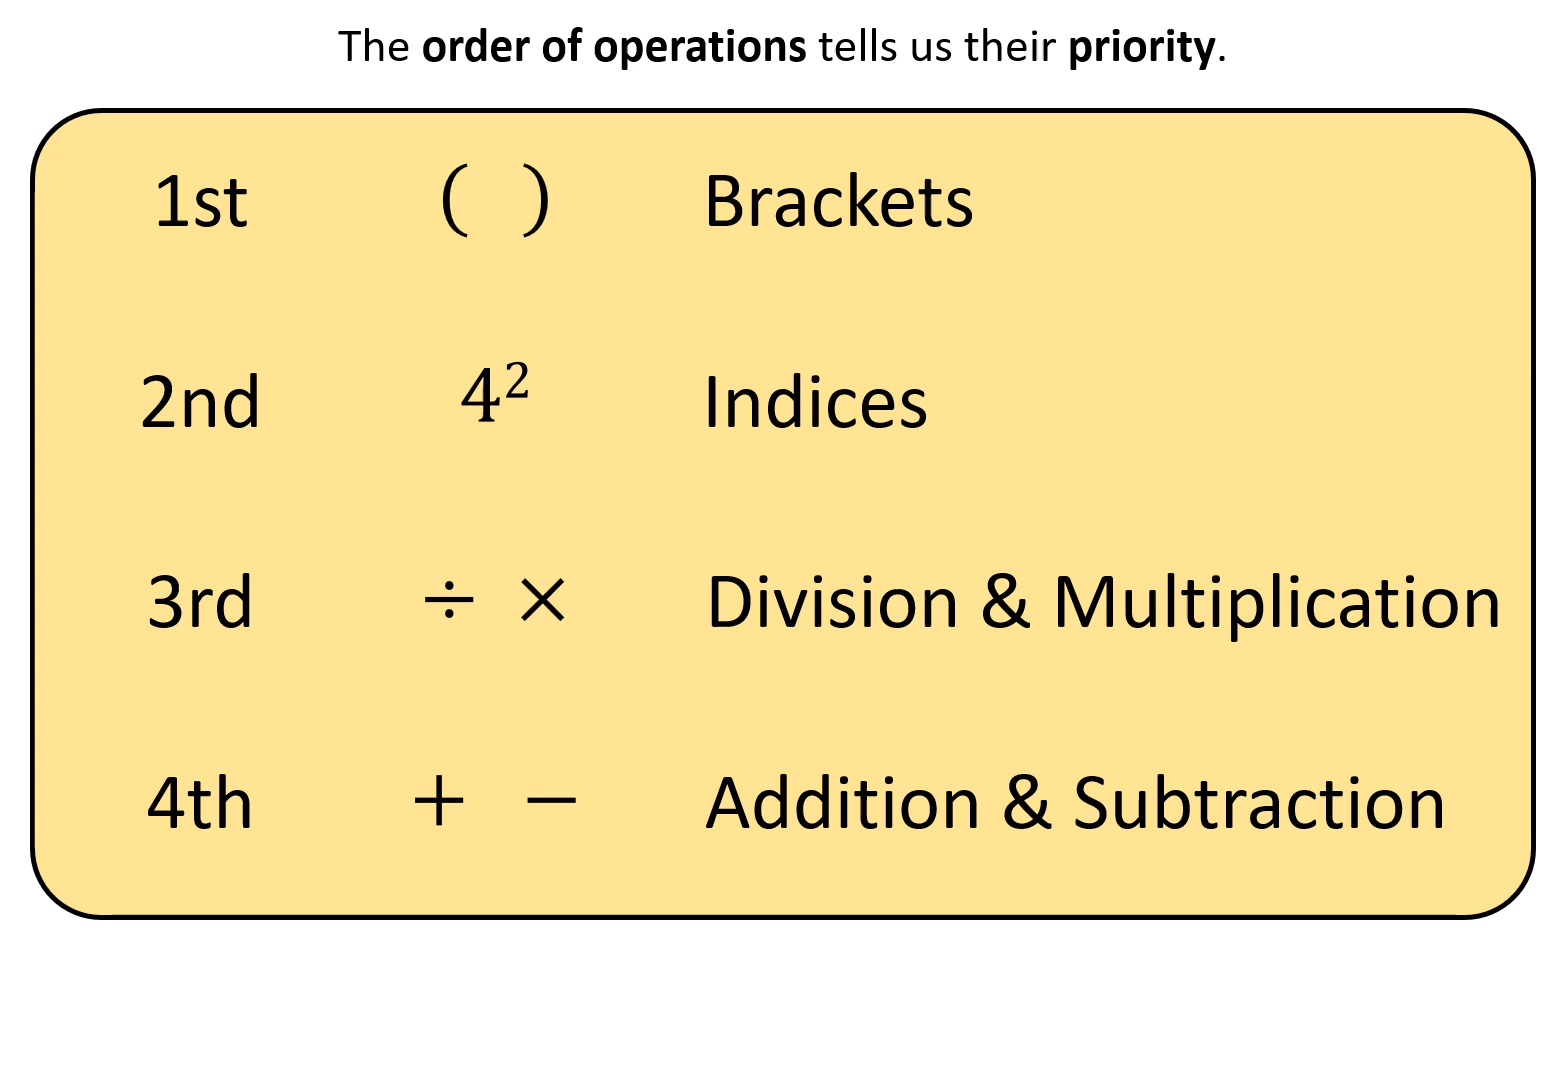 The order of operations tells us their priority.
1st ( ) Brackets
2nd 4² Indices
3rd ÷ × Division & Multiplication
4th + − Addition & Subtraction